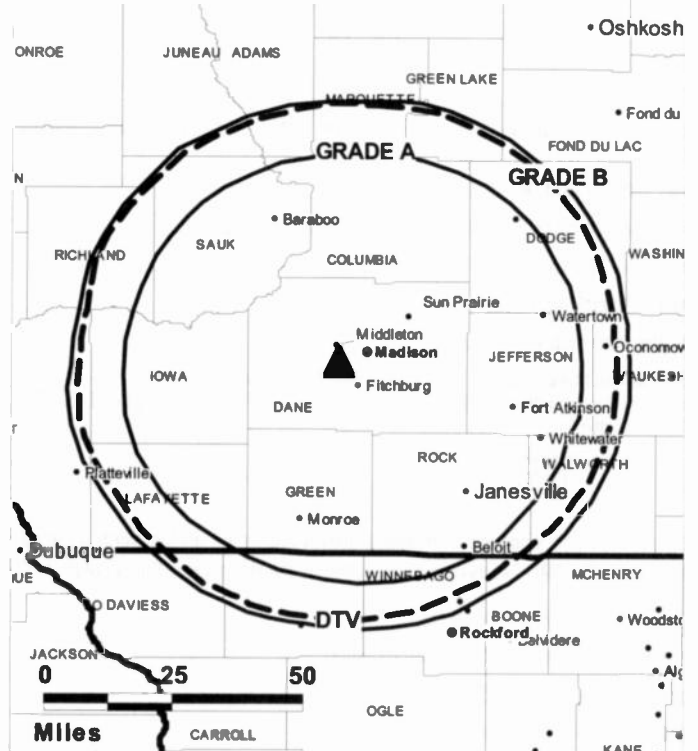 Oshkosh
ONROE
JUNEAU ADAMS
GREEN LAKE
MARQUETTE
Fond du
FOND DU LAC
GRADE A
GRADE B
N
Baraboo
DODGE
SAUK
RICHLAND
COLUMBIA
WASHIN
Sun Prairie
Watertown
Middleton
Madison
Oconomow
JEFFERSON
IOWA
AUKESH
Fitchburg
DANE
Fort Atkinson
r
Whitewater
ROCK
WALWORTH
Platteville
LAFAYETTE
GREEN
Janesville
Monroe
Dubuque
Beloit
UE
WINNEBAGO
MCHENRY
O DAVIESS
DTV
BOONE
Woodsto
Rockford
Belvidere
JACKSON
Alg
0 25 50
OGLE
Miles
CARROLL
KANE